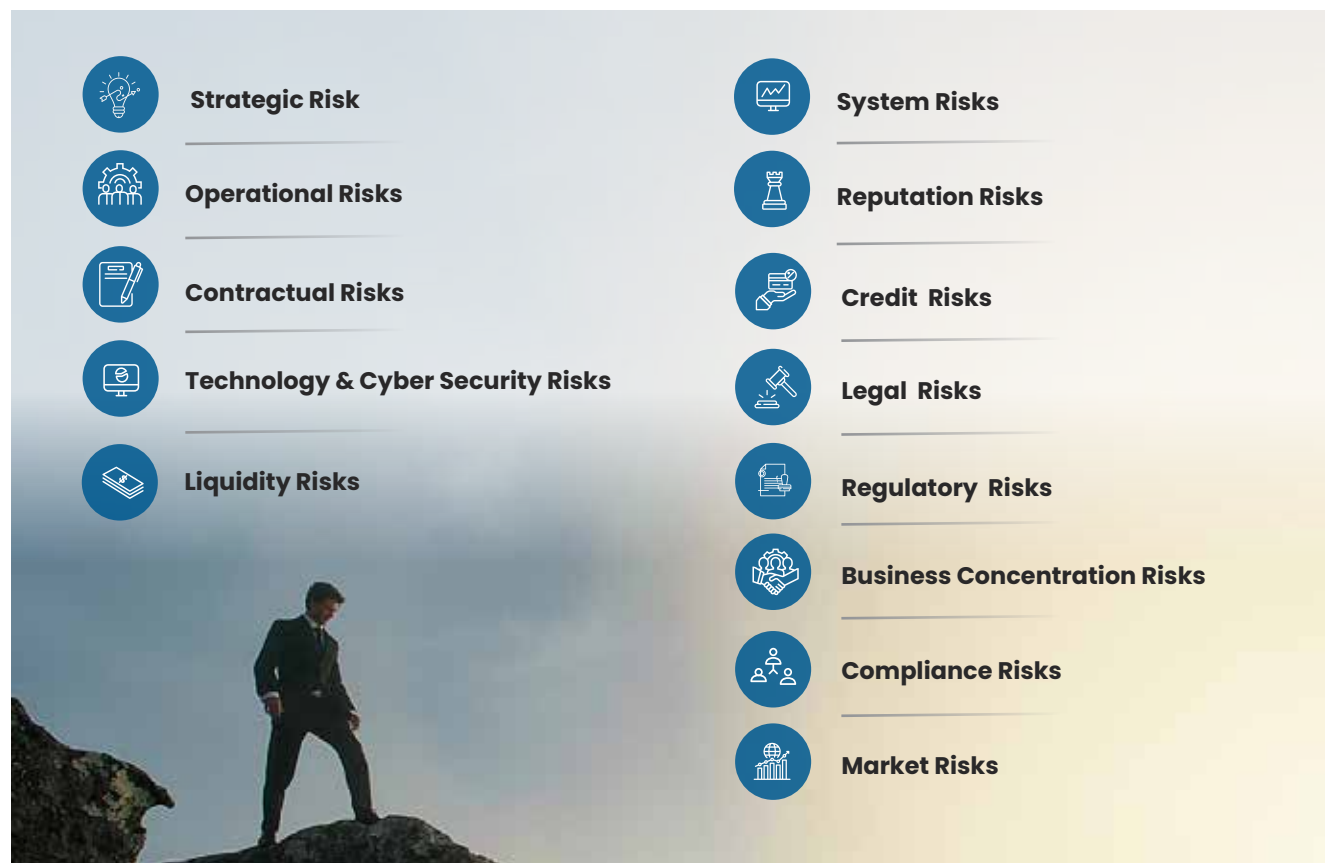 Strategic Risk
Operational Risks
Contractual Risks
Technology & Cyber Security Risks
Liquidity Risks
System Risks
Reputation Risks
Credit  Risks
Legal  Risks
Regulatory  Risks
Business Concentration Risks
Compliance Risks
Market Risks